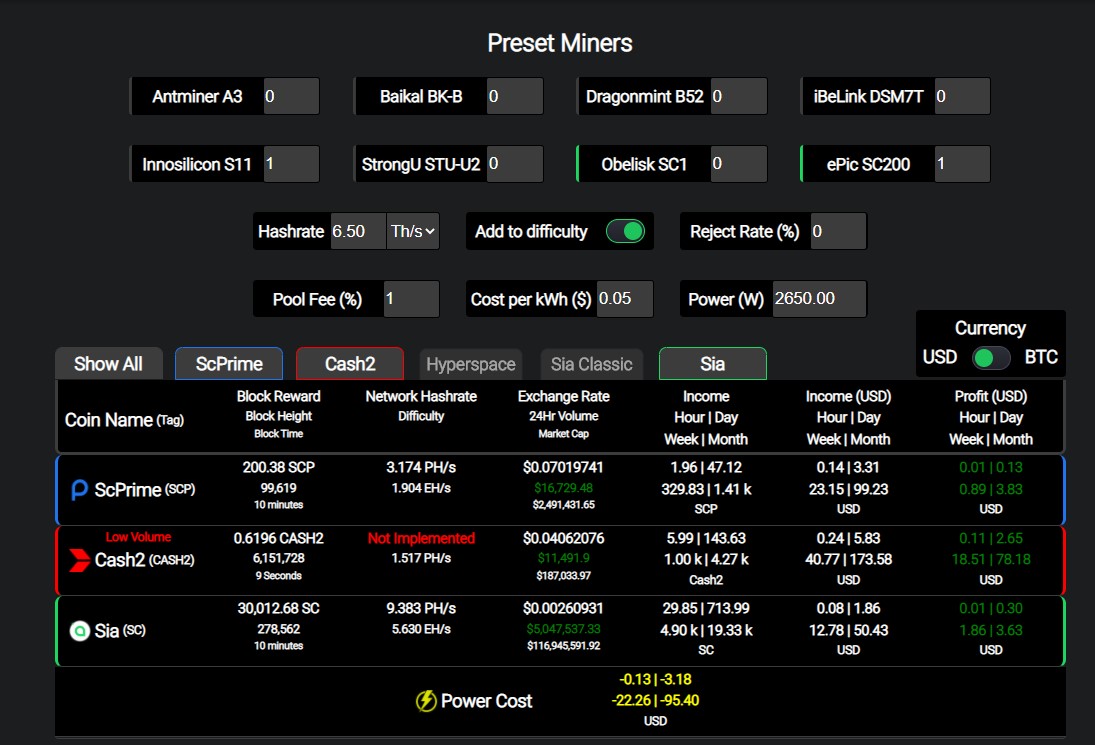 Preset Miners
Antminer A3 0 Baikal BK-B 0 Dragonmint B52 0 iBeLink DSM7T 0
Innosilicon S11 1 StrongU STU-U2 0 Obelisk SC1 0 ePic SC200 1
Hashrate 6.50 Th/s Add to difficulty Reject Rate (%) 0
Pool Fee (%) 1 Cost per kWh ($) 0.05 Power (W) 2650.00
Currency
USD BTC
Show All ScPrime Cash2 Hyperspace Sia Classic Sia
Coin Name (Tag)
Block Reward
Block Height
Block Time
Network Hashrate
Difficulty
Exchange Rate
24Hr Volume
Market Cap
Income
Hour | Day
Week | Month
Income (USD)
Hour | Day
Week | Month
Profit (USD)
Hour | Day
Week | Month
ScPrime (SCP)
200.38 SCP
99,619
10 minutes
3.174 PH/s
1.904 EH/s
$0.07019741
$16,729.48
$2,491,431.65
1.96 | 47.12
329.83 | 1.41 k
SCP
0.14 | 3.31
23.15 | 99.23
USD
0.01 | 0.13
0.89 | 3.83
USD
Low Volume
Cash2 (CASH2)
0.6196 CASH2
6,151,728
9 Seconds
Not Implemented
1.517 PH/s
$0.04062076
$11,491.9
$187,033.97
5.99 | 143.63
1.00 k | 4.27 k
Cash2
0.24 | 5.83
40.77 | 173.58
USD
0.11 | 2.65
18.51 | 78.18
USD
Sia (SC)
30,012.68 SC
278,562
10 minutes
9.383 PH/s
5.630 EH/s
$0.00260931
$5,047,537.33
$116,945,591.92
29.85 | 713.99
4.90 k | 19.33 k
SC
0.08 | 1.86
12.78 | 50.43
USD
0.01 | 0.30
1.86 | 3.63
USD
Power Cost
-0.13 | -3.18
-22.26 | -95.40
USD